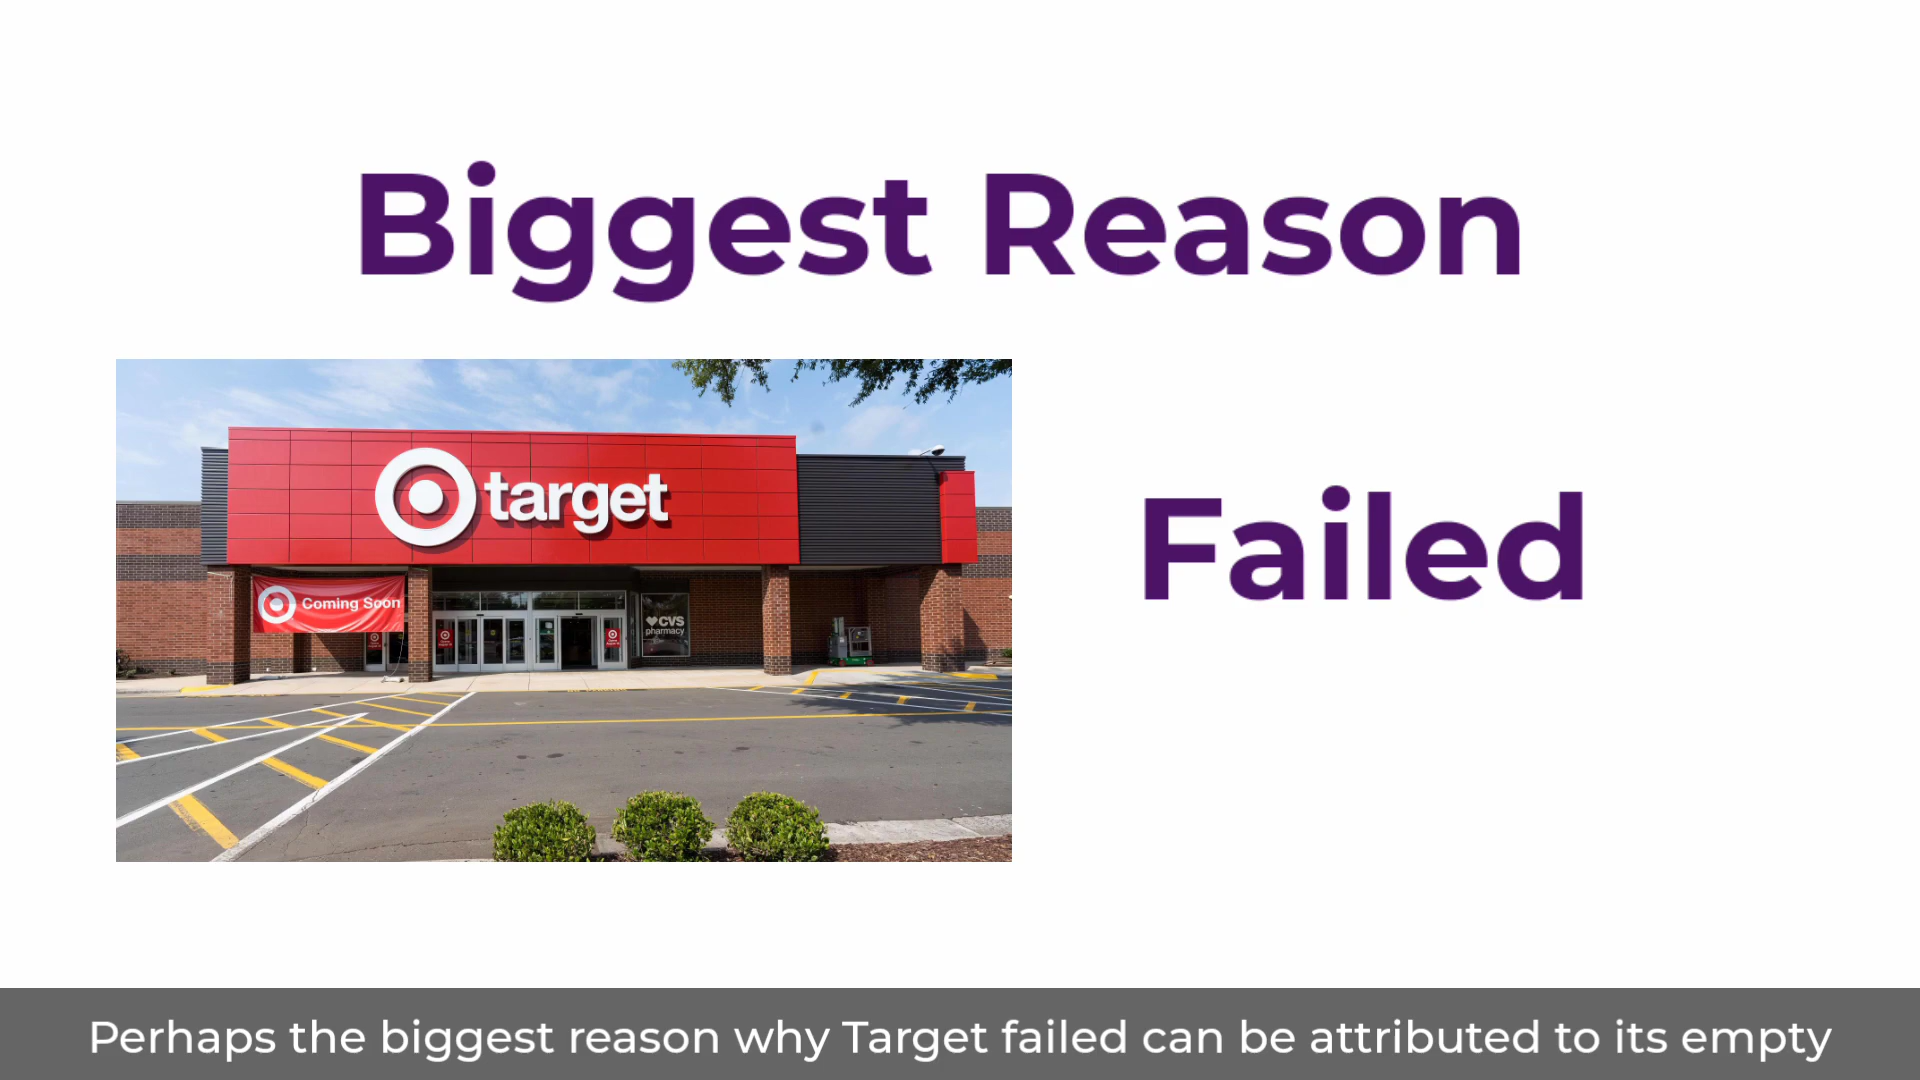 Biggest Reason
target
Coming Soon
CVS
pharmacy
Failed
Perhaps the biggest reason why Target failed can be attributed to its empty